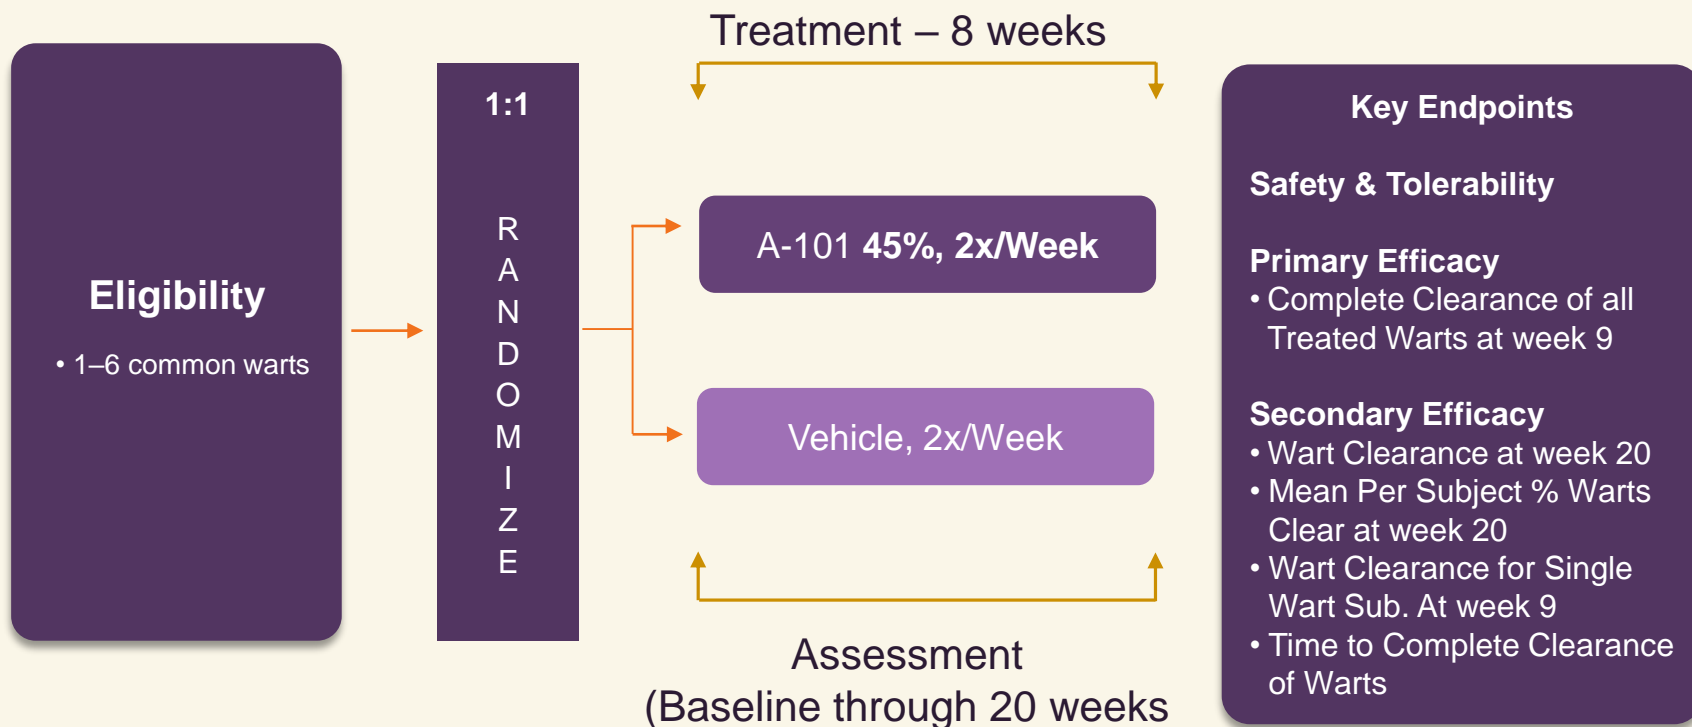 Treatment – 8 weeks
Eligibility
• 1–6 common warts
1:1
R
A
N
D
O
M
I
Z
E
A-101 45%, 2x/Week
Vehicle, 2x/Week
Assessment
(Baseline through 20 weeks
Key Endpoints
Safety & Tolerability
Primary Efficacy
• Complete Clearance of all
Treated Warts at week 9
Secondary Efficacy
• Wart Clearance at week 20
• Mean Per Subject % Warts
Clear at week 20
• Wart Clearance for Single
Wart Sub. At week 9
• Time to Complete Clearance
of Warts